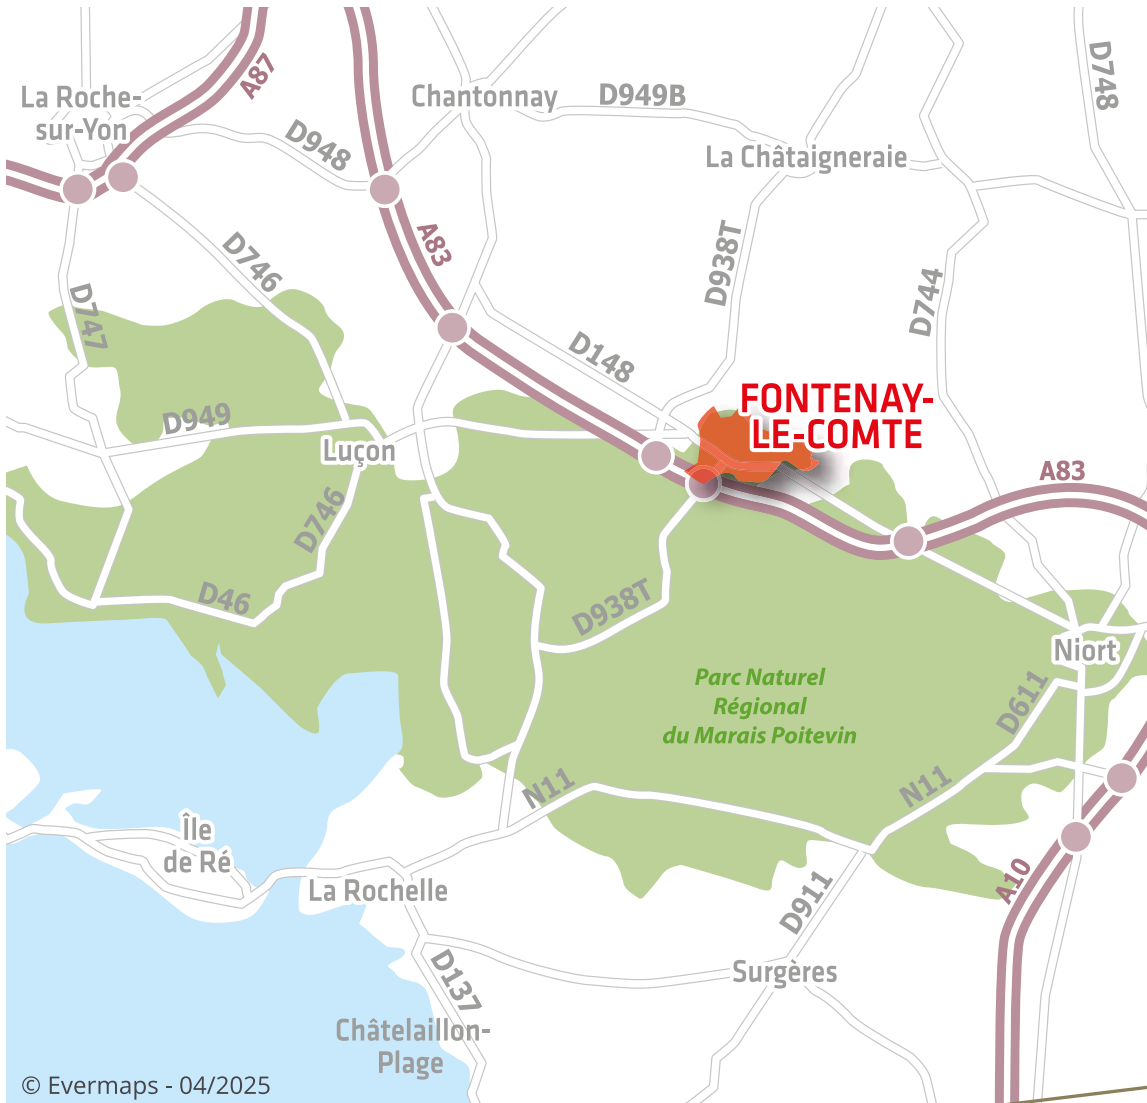 A87
D748
La Roche-
sur-Yon
Chantonnay
D949B
D948
La Châtaigneraie
A83
D746
D938T
D744
D747
D148
FONTENAY-
LE-COMTE
D949
Luçon
A83
D746
D46
D938T
Niort
Parc Naturel
Régional
du Marais Poitevin
D611
N11
N11
Île
de Ré
La Rochelle
A10
D911
D137
Surgères
Châtelaillon-
Plage
© Evermaps - 04/2025